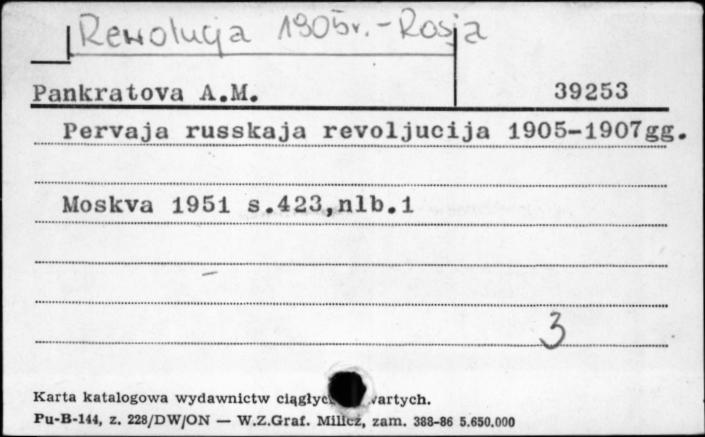 Rewolucja 1905r. - Rosja
Pankratova A.M. 39253
Pervaja russkaja revoljucija 1905-1907gg.
Moskva 1951 s.423,nlb.1
3
Karta katalogowa wydawnictw
Pu-B-144, z. 228/DW/ON — W.Z.Graf. Milicz, zam. 388-86 5.650.000